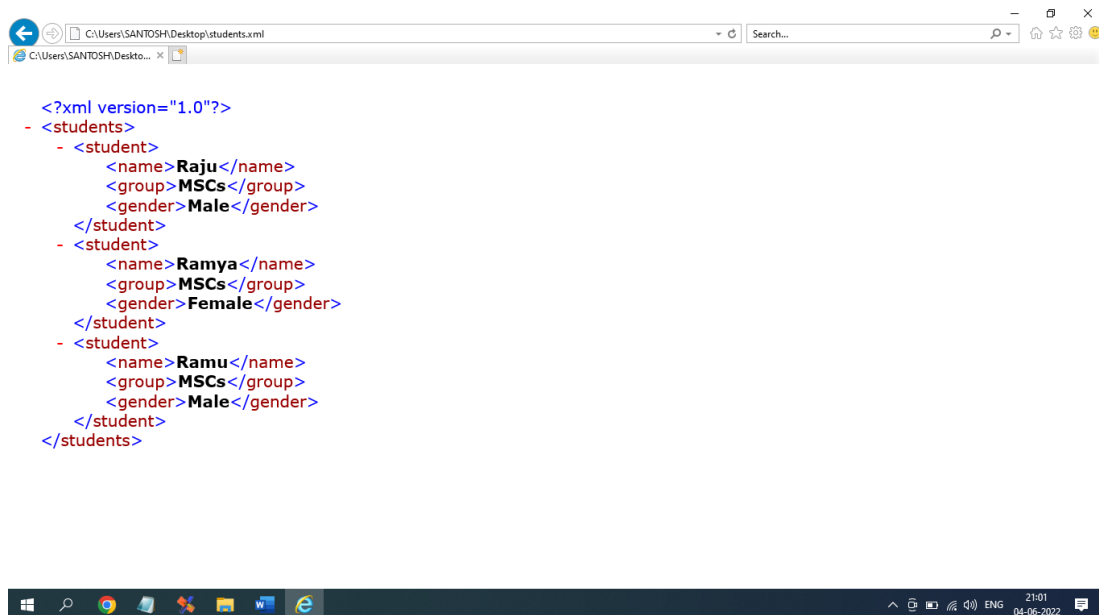 C:\Users\SANTOSH\Desktop\students.xml
Search...
C:\Users\SANTOSH\Deskto...
<?xml version="1.0"?>
- <students>
- <student>
<name>Raju</name>
<group>MSCs</group>
<gender>Male</gender>
</student>
- <student>
<name>Ramya</name>
<group>MSCs</group>
<gender>Female</gender>
</student>
- <student>
<name>Ramu</name>
<group>MSCs</group>
<gender>Male</gender>
</student>
</students>
ENG
21:01
04-06-2022